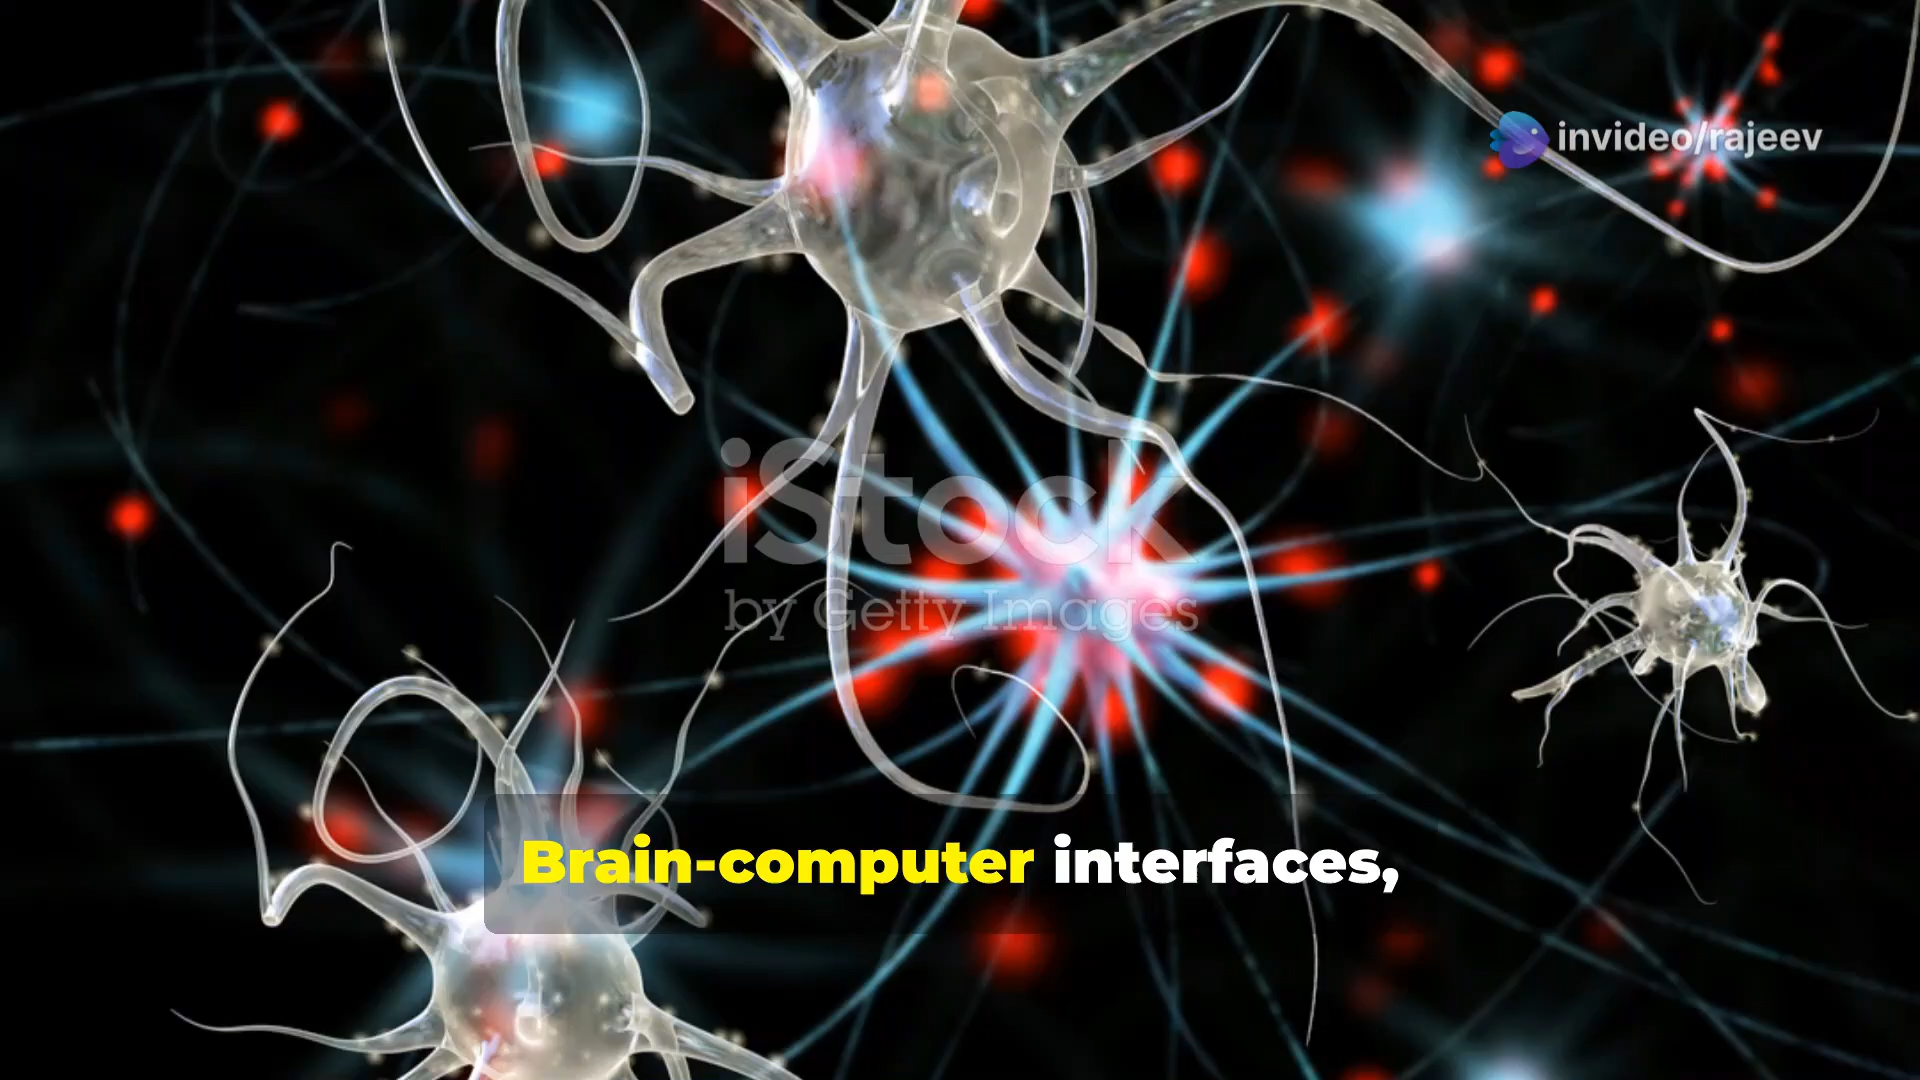 invideo/rajeev
iStock
by Getty Images
Brain-computer interfaces,